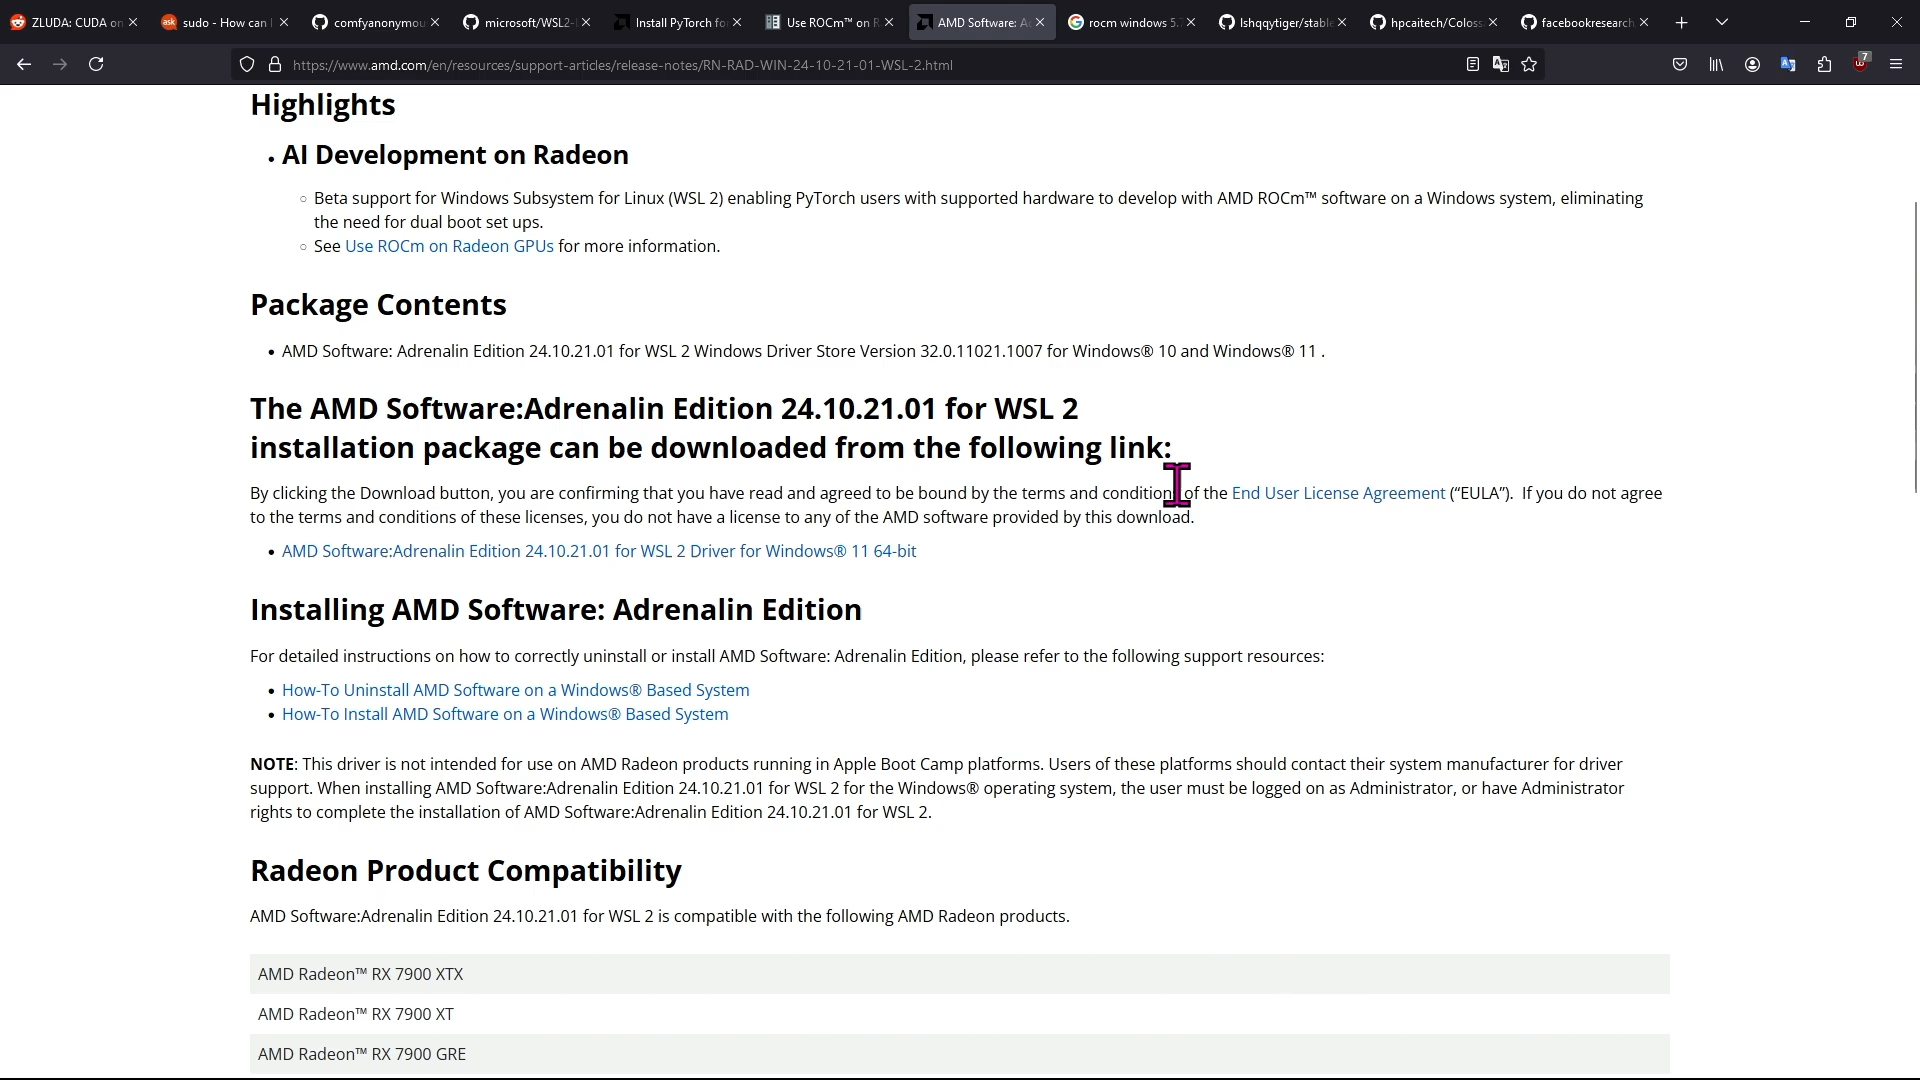 ZLUDA: CUDA on
sudo - How can I
comfyanonymou
microsoft/WSL2-
Install PyTorch fo
Use ROCm™ on R
AMD Software: A
rocm windows 5.
lshqqytiger/stable
hpcaitech/Coloss
facebookresearch
https://www.amd.com/en/resources/support-articles/release-notes/RN-RAD-WIN-24-10-21-01-WSL-2.html
7
Highlights
• AI Development on Radeon
○ Beta support for Windows Subsystem for Linux (WSL 2) enabling PyTorch users with supported hardware to develop with AMD ROCm™ software on a Windows system, eliminating
the need for dual boot set ups.
○ See Use ROCm on Radeon GPUs for more information.
Package Contents
• AMD Software: Adrenalin Edition 24.10.21.01 for WSL 2 Windows Driver Store Version 32.0.11021.1007 for Windows® 10 and Windows® 11 .
The AMD Software:Adrenalin Edition 24.10.21.01 for WSL 2
installation package can be downloaded from the following link:
By clicking the Download button, you are confirming that you have read and agreed to be bound by the terms and conditions of the End User License Agreement (“EULA”).  If you do not agree
to the terms and conditions of these licenses, you do not have a license to any of the AMD software provided by this download.
• AMD Software:Adrenalin Edition 24.10.21.01 for WSL 2 Driver for Windows® 11 64-bit
Installing AMD Software: Adrenalin Edition
For detailed instructions on how to correctly uninstall or install AMD Software: Adrenalin Edition, please refer to the following support resources:
• How-To Uninstall AMD Software on a Windows® Based System
• How-To Install AMD Software on a Windows® Based System
NOTE: This driver is not intended for use on AMD Radeon products running in Apple Boot Camp platforms. Users of these platforms should contact their system manufacturer for driver
support. When installing AMD Software:Adrenalin Edition 24.10.21.01 for WSL 2 for the Windows® operating system, the user must be logged on as Administrator, or have Administrator
rights to complete the installation of AMD Software:Adrenalin Edition 24.10.21.01 for WSL 2.
Radeon Product Compatibility
AMD Software:Adrenalin Edition 24.10.21.01 for WSL 2 is compatible with the following AMD Radeon products.
AMD Radeon™ RX 7900 XTX
AMD Radeon™ RX 7900 XT
AMD Radeon™ RX 7900 GRE